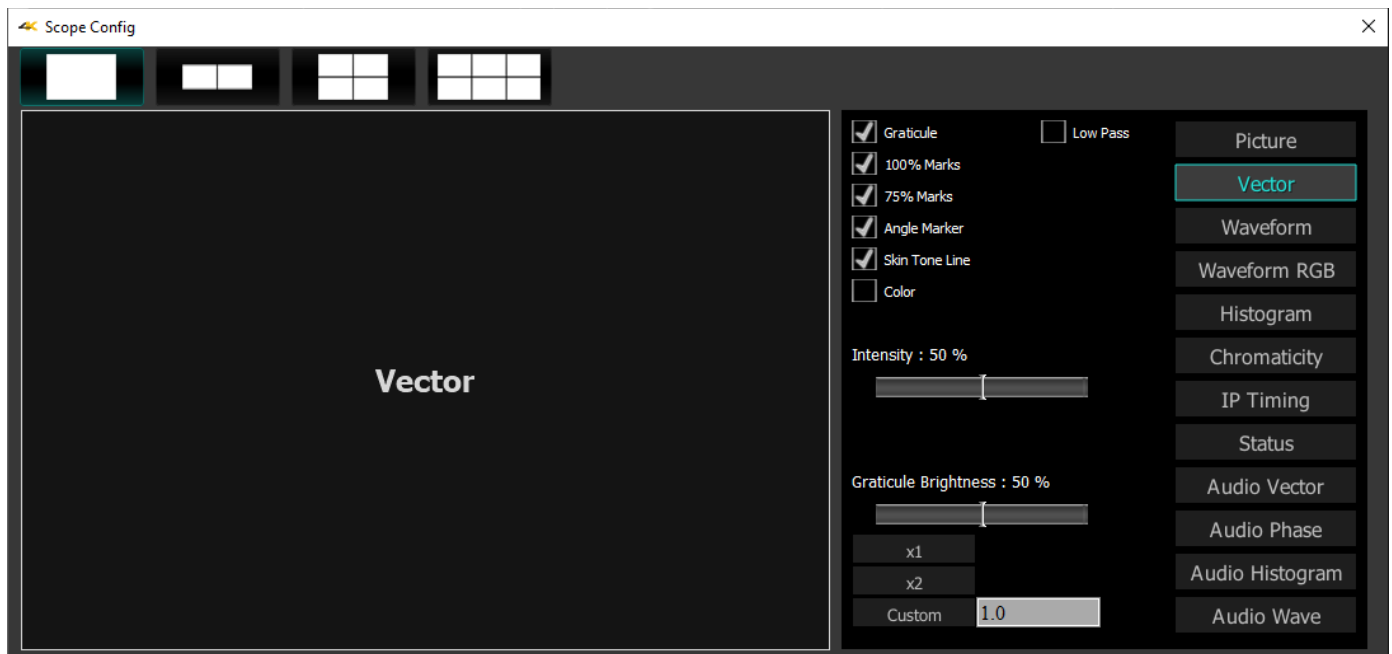 Scope Config
Vector
Graticule
Low Pass
100% Marks
75% Marks
Angle Marker
Skin Tone Line
Color
Intensity : 50 %
Graticule Brightness : 50 %
x1
x2
Custom
1.0
Picture
Vector
Waveform
Waveform RGB
Histogram
Chromaticity
IP Timing
Status
Audio Vector
Audio Phase
Audio Histogram
Audio Wave